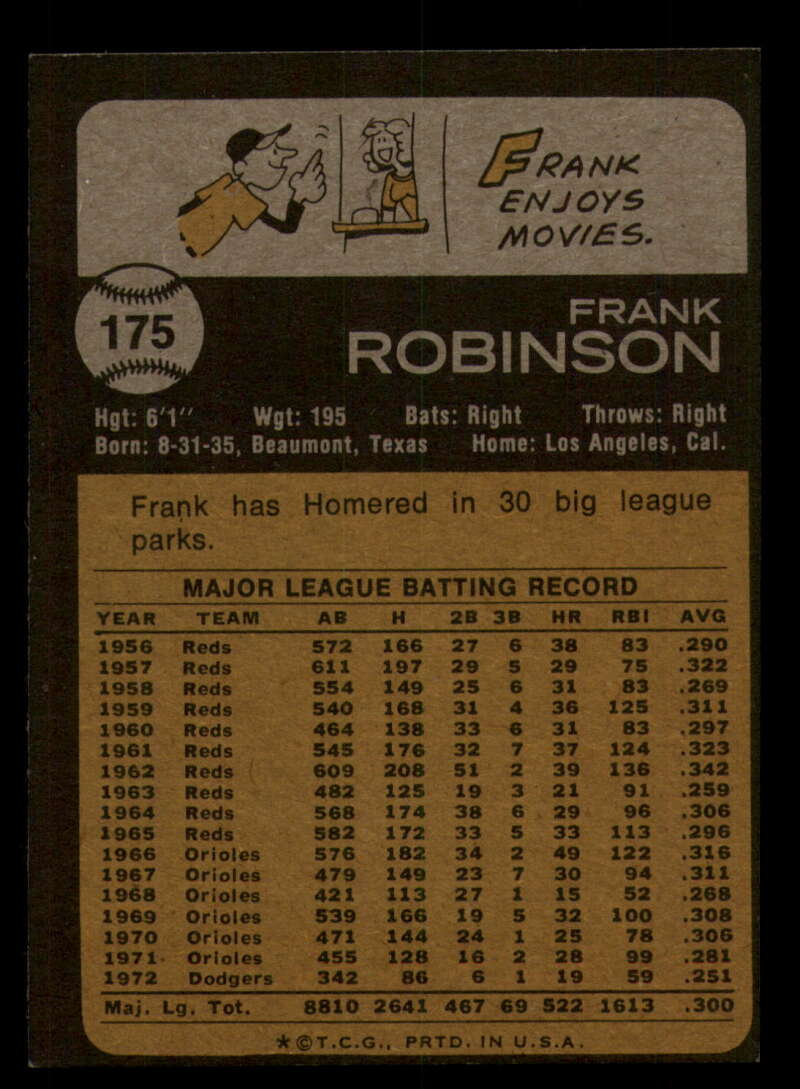 FRANK
ENJOYS
MOVIES.
175
FRANK
ROBINSON
Hgt: 6'1" Wgt: 195 Bats: Right Throws: Right
Born: 8-31-35, Beaumont, Texas Home: Los Angeles, Cal.
Frank has Homered in 30 big league
parks.
MAJOR LEAGUE BATTING RECORD
YEAR TEAM AB H 2B 3B HR RBI AVG
1956 Reds 572 166 27 6 38 83 .290
1957 Reds 611 197 29 5 29 75 .322
1958 Reds 554 149 25 6 31 83 .269
1959 Reds 540 168 31 4 36 125 .311
1960 Reds 464 138 33 6 31 83 .297
1961 Reds 545 176 32 7 37 124 .323
1962 Reds 609 208 51 2 39 136 .342
1963 Reds 482 125 19 3 21 91 .259
1964 Reds 568 174 38 6 29 96 .306
1965 Reds 582 172 33 5 33 113 .296
1966 Orioles 576 182 34 2 49 122 .316
1967 Orioles 479 149 23 7 30 94 .311
1968 Orioles 421 113 27 1 15 52 .268
1969 Orioles 539 166 19 5 32 100 .308
1970 Orioles 471 144 24 1 25 78 .306
1971 Orioles 455 128 16 2 28 99 .281
1972 Dodgers 342 86 6 1 19 59 .251
Maj. Lg. Tot. 8810 2641 467 69 522 1613 .300
*©T.C.G., PRTD. IN U.S.A.